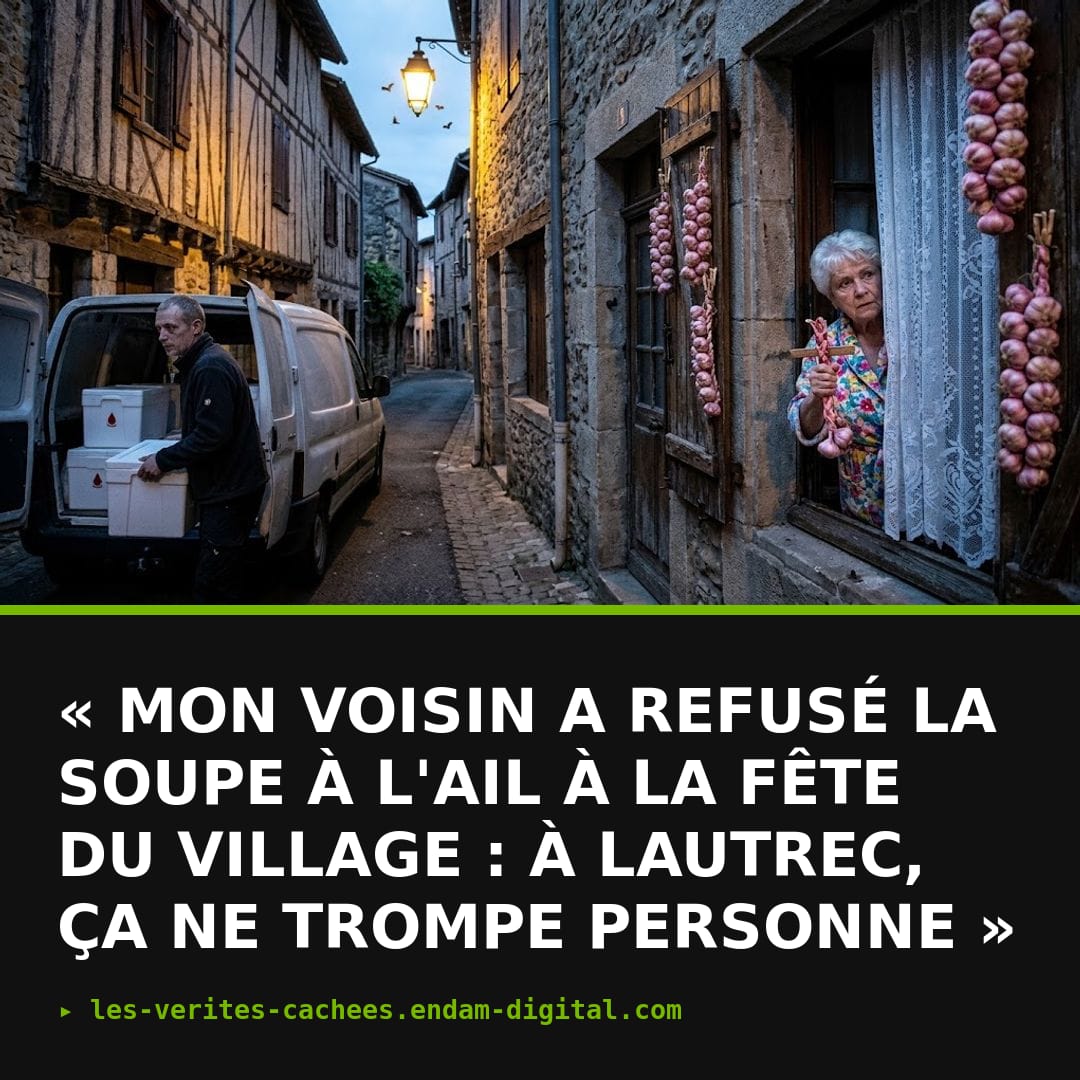 « MON VOISIN A REFUSÉ LA
SOUPE À L'AIL À LA FÊTE
DU VILLAGE : À LAUTREC,
ÇA NE TROMPE PERSONNE »
▸ les-verites-cachees.endam-digital.com